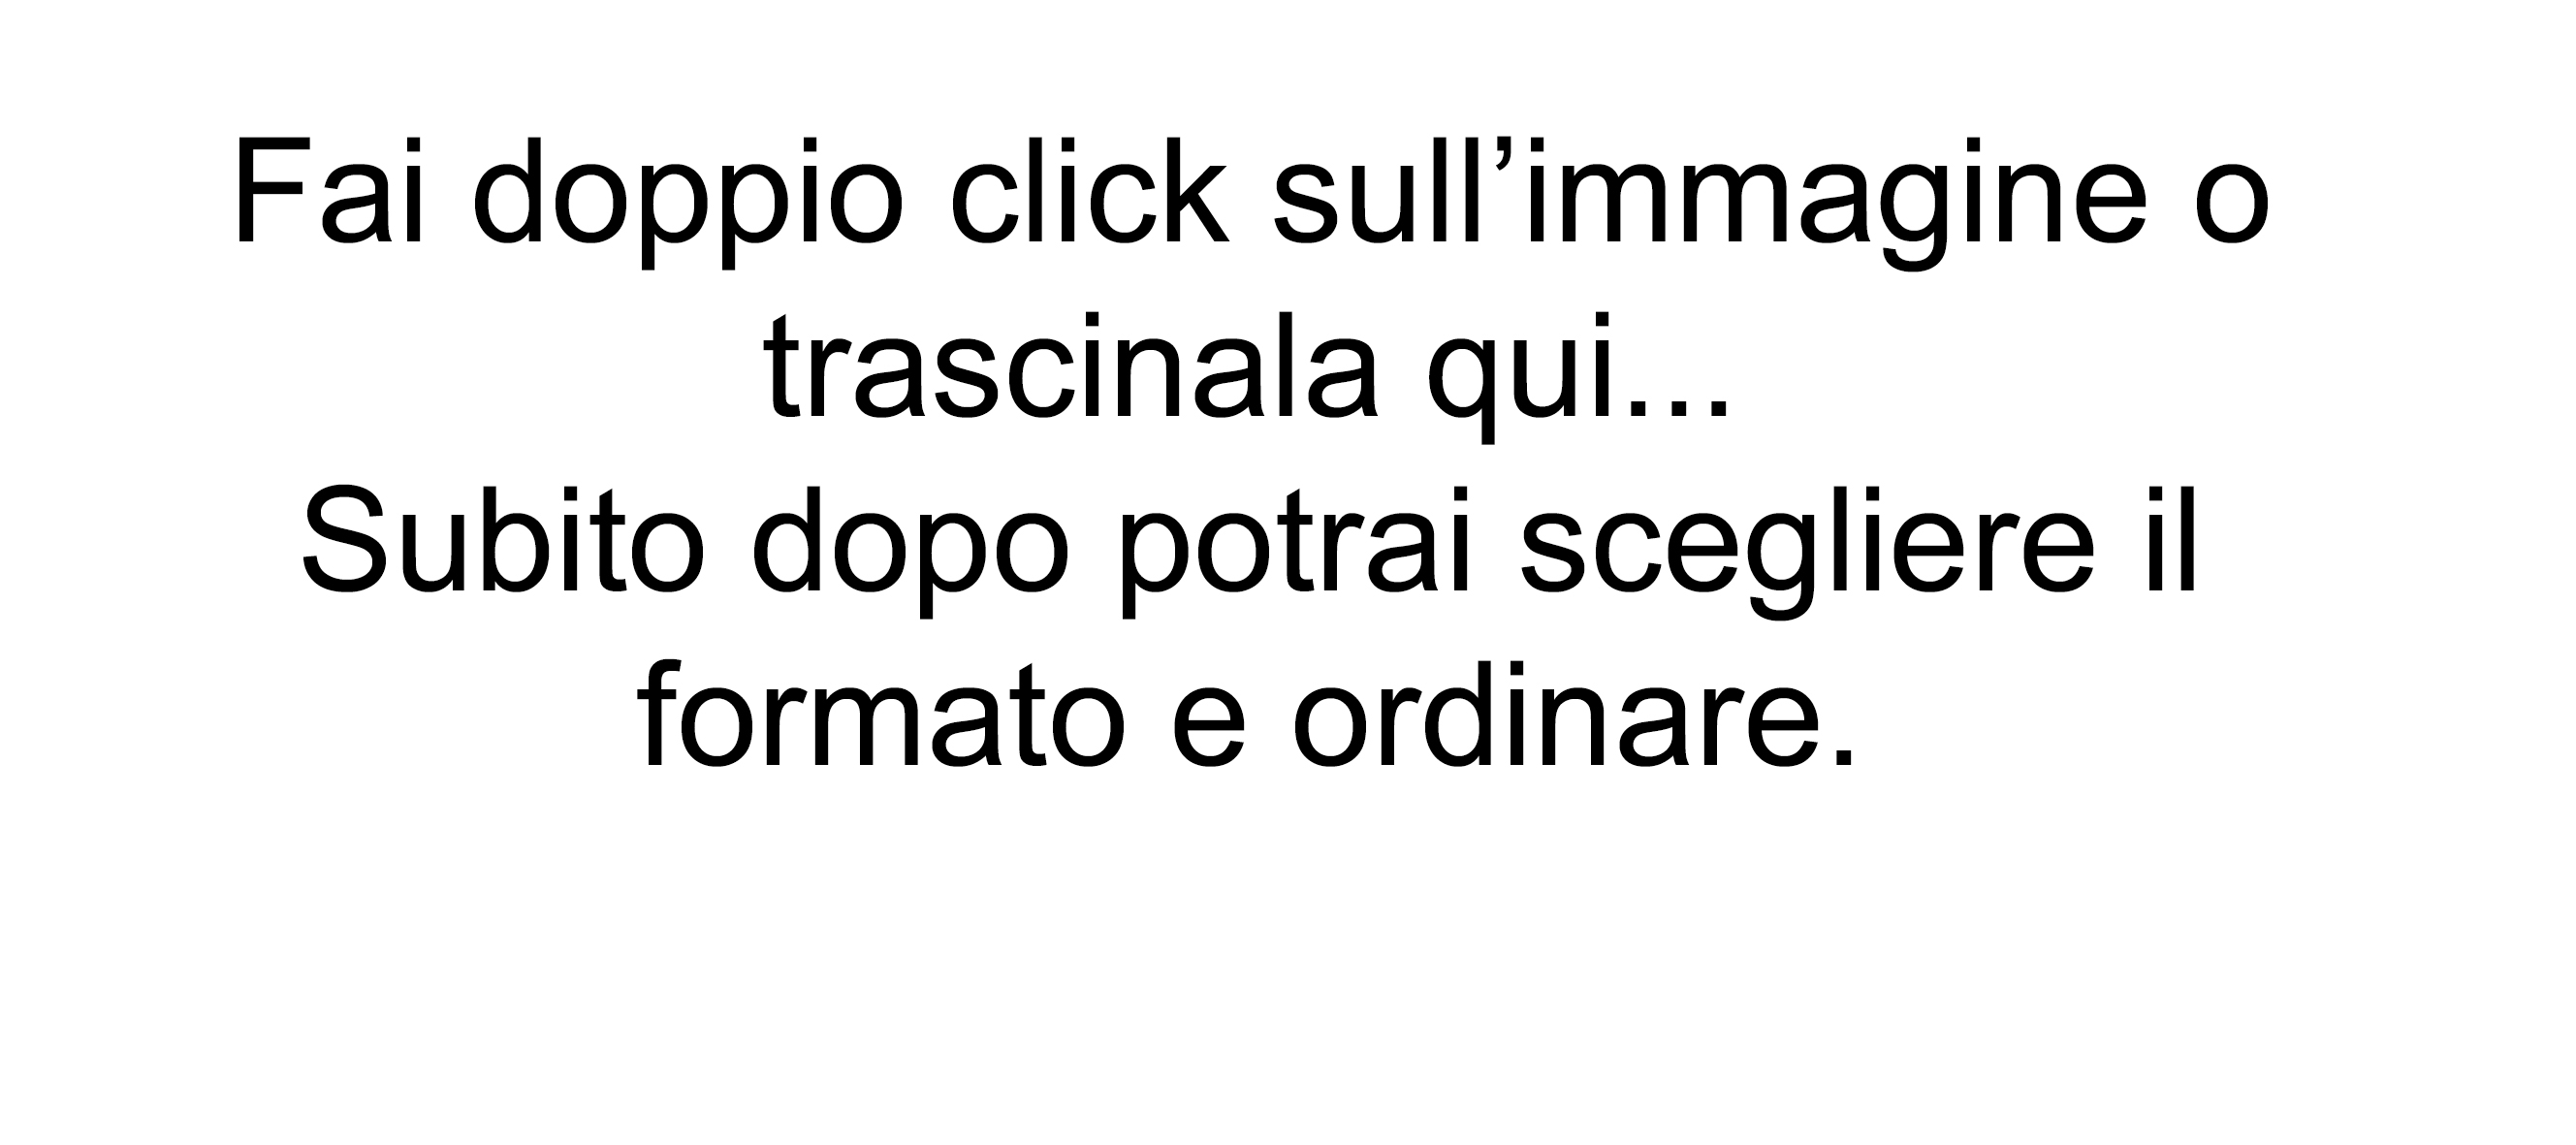 Fai doppio click sull’immagine o
trascinala qui...
Subito dopo potrai scegliere il
formato e ordinare.